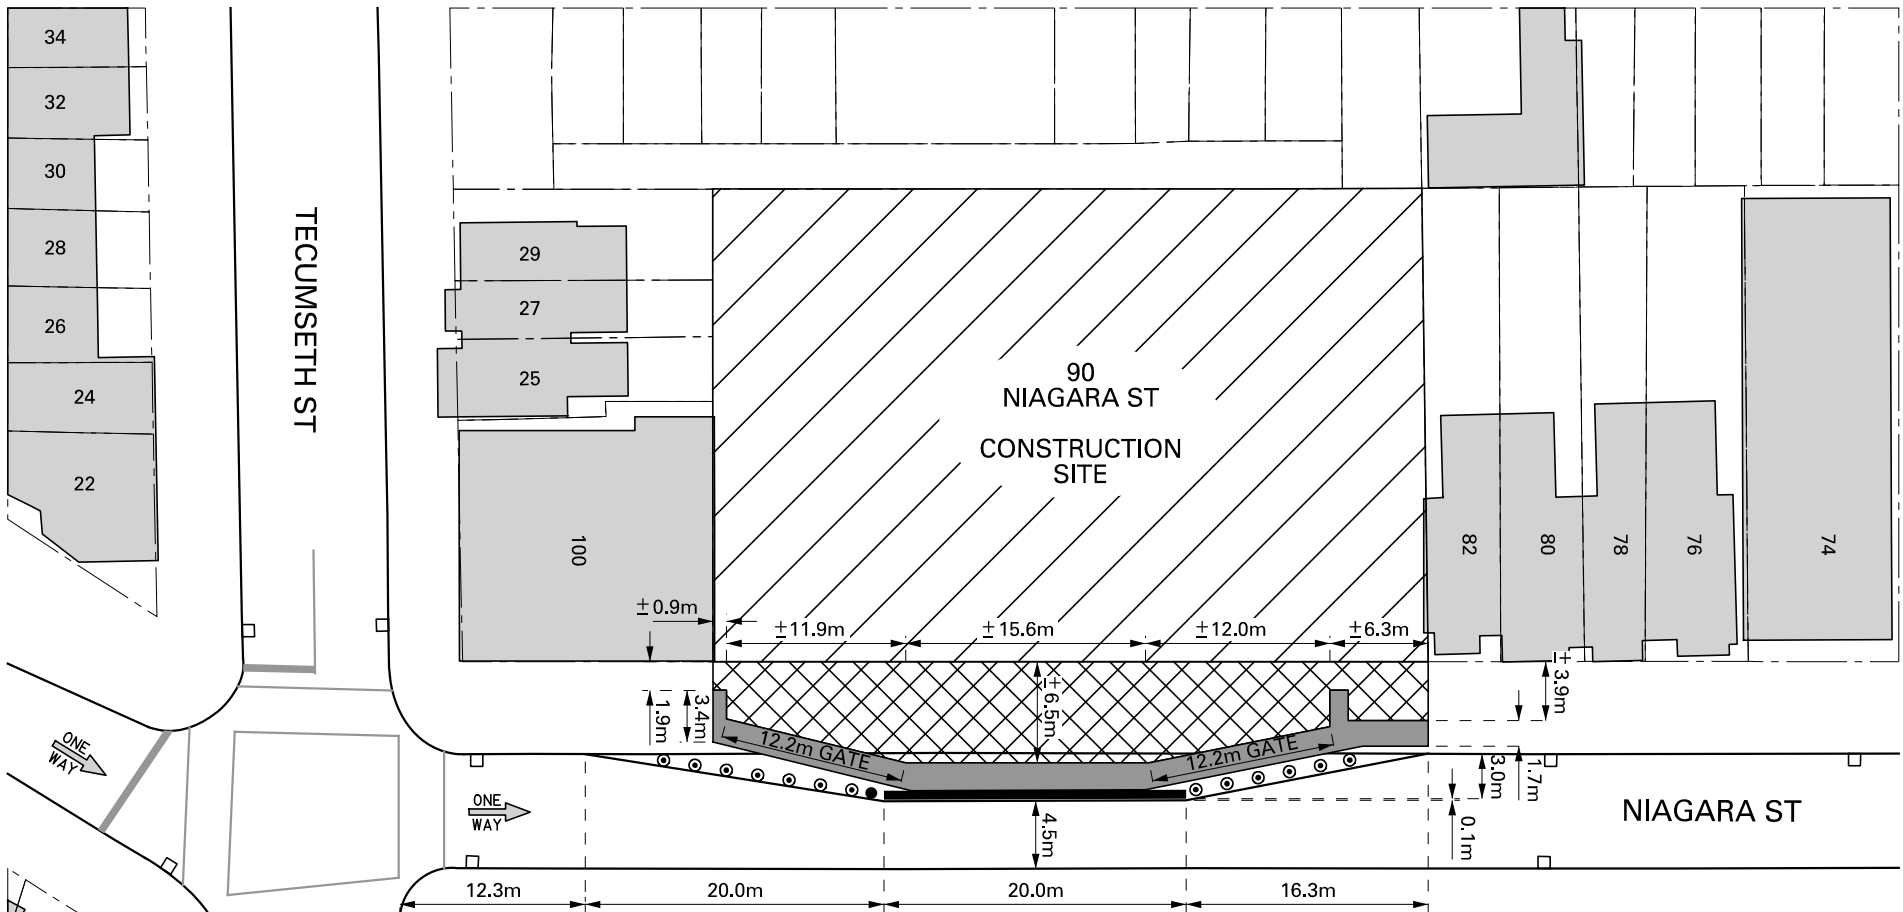 34
32
30
28
26
24
22
TECUMSETH ST
29
27
25
100
90
NIAGARA ST
CONSTRUCTION
SITE
82
80
78
76
74
±0.9m
±11.9m
±15.6m
±12.0m
±6.3m
±3.9m
1.9m
3.4m
±6.5m
12.2m GATE
12.2m GATE
3.0m
1.7m
0.1m
4.5m
ONE
WAY
ONE
WAY
NIAGARA ST
12.3m
20.0m
20.0m
16.3m